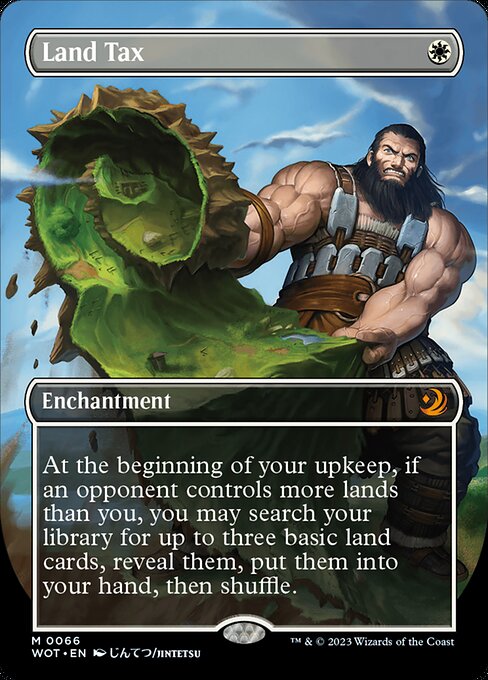 Land Tax
Enchantment
At the beginning of your upkeep, if
an opponent controls more lands
than you, you may search your
library for up to three basic land
cards, reveal them, put them into
your hand, then shuffle.
M 0066
WOT • EN じんてつ/JINTETSU
™ & © 2023 Wizards of the Coast